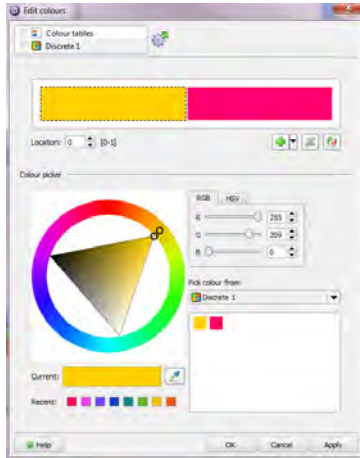 Edit colours
Colour tables
Discrete 1
Location: 0 [0-1]
Colour picker
RGB HSV
R 255
G 209
B 0
Pick colour from:
Discrete 1
Current:
Recent:
Help OK Cancel Apply